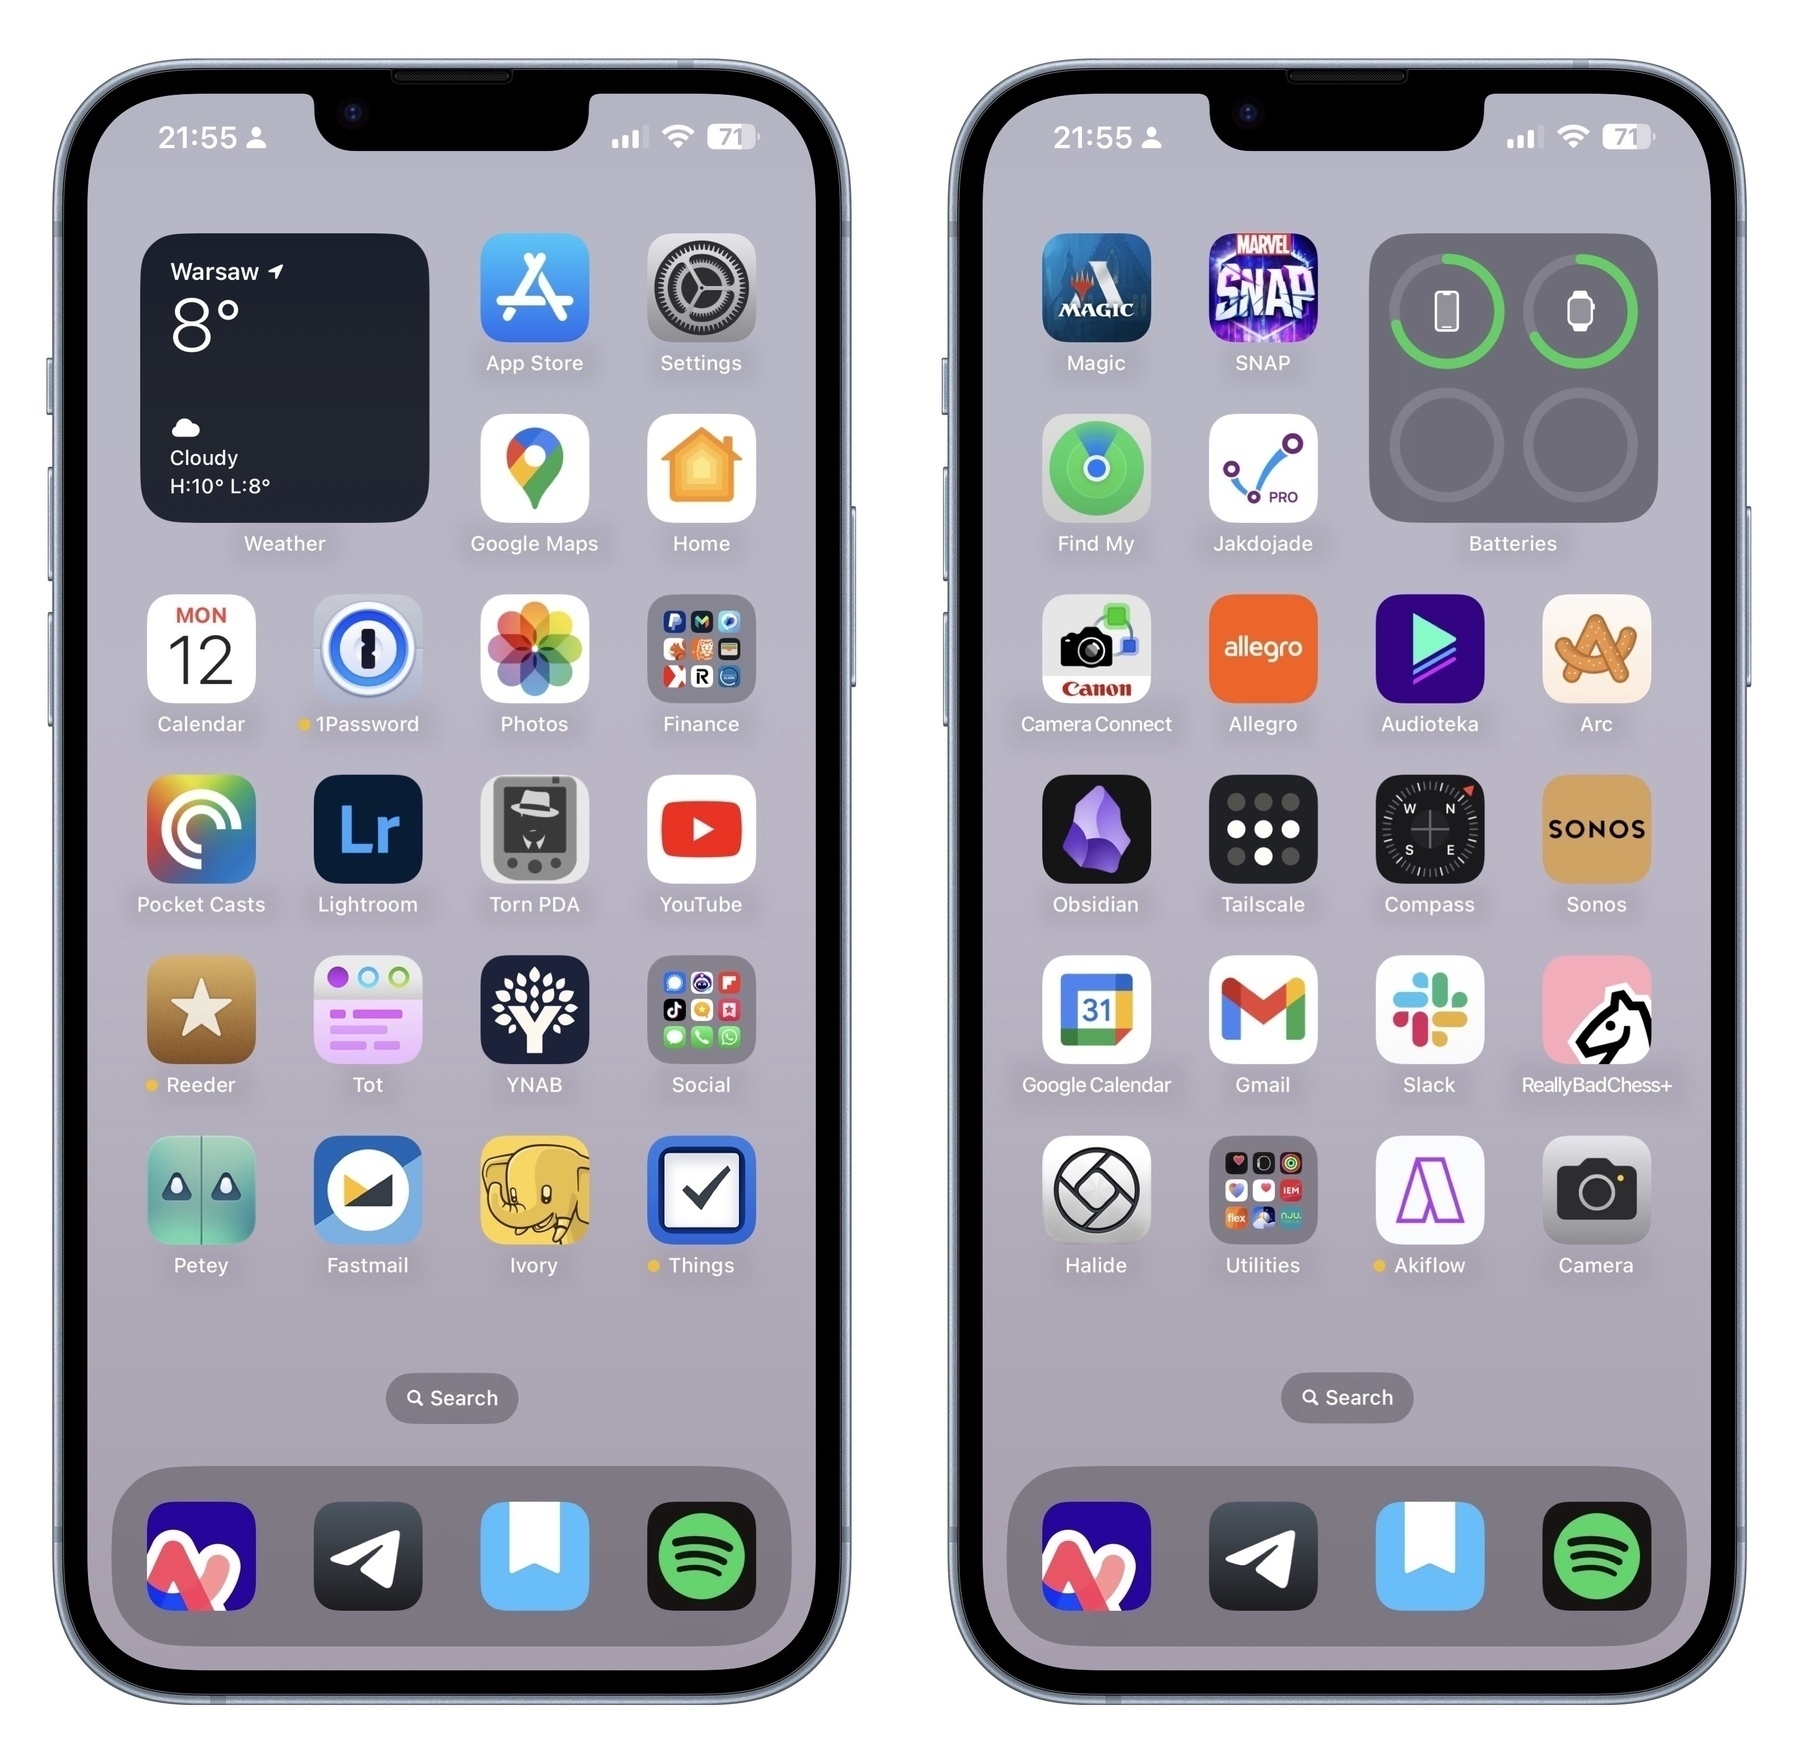 21:55
71
Warsaw
8°
Cloudy
H:10° L:8°
Weather
App Store
Settings
Google Maps
Home
MON
12
Calendar
1Password
Photos
Finance
Pocket Casts
Lr
Lightroom
Torn PDA
YouTube
Reeder
Tot
Y
YNAB
Social
Petey
Fastmail
Ivory
Things
Search
21:55
71
MAGIC
Magic
MARVEL
SNAP
SNAP
Find My
PRO
Jakdojade
Batteries
Canon
Camera Connect
allegro
Allegro
Audioteka
Arc
Obsidian
Tailscale
W N
S E
Compass
SONOS
Sonos
31
Google Calendar
Gmail
Slack
ReallyBadChess+
Halide
IEM
flex
nju.
Utilities
Akiflow
Camera
Search